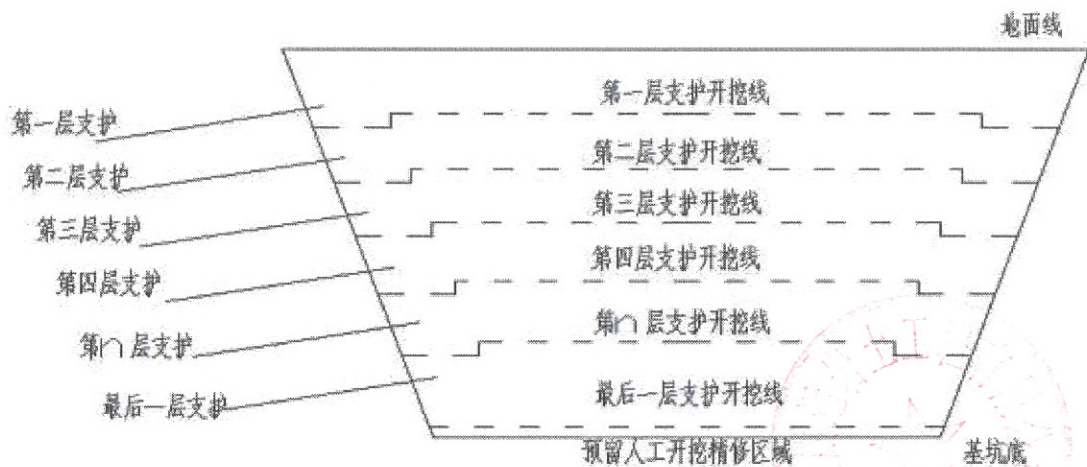 地面线
第一层支护开挖线
第一层支护
第二层支护开挖线
第二层支护
第三层支护开挖线
第三层支护
第四层支护开挖线
第四层支护
第n 层支护开挖线
第n 层支护
最后一层支护开挖线
最后一层支护
预留人工开挖精修区域
基坑底